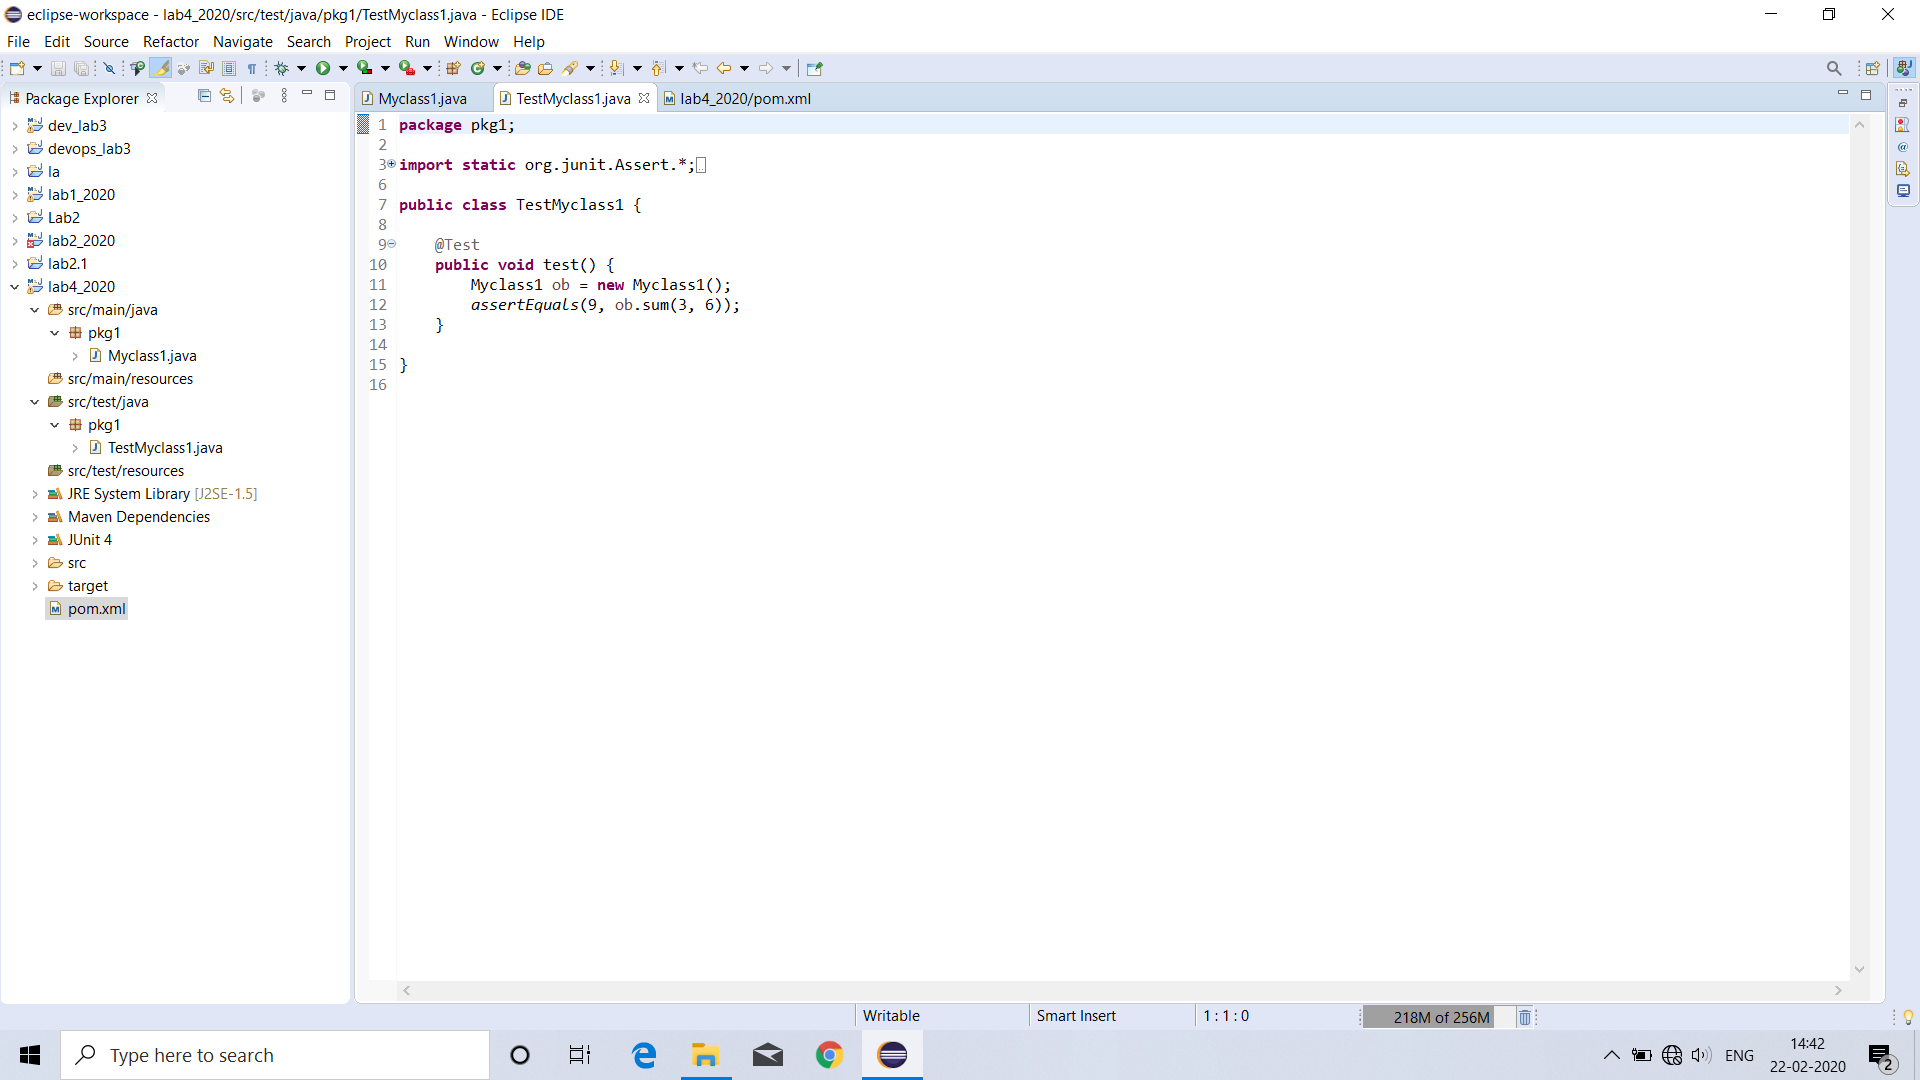 eclipse-workspace - lab4_2020/src/test/java/pkg1/TestMyclass1.java - Eclipse IDE
File Edit Source Refactor Navigate Search Project Run Window Help
Package Explorer
dev_lab3
devops_lab3
la
lab1_2020
Lab2
lab2_2020
lab2.1
lab4_2020
src/main/java
pkg1
Myclass1.java
src/main/resources
src/test/java
pkg1
TestMyclass1.java
src/test/resources
JRE System Library [J2SE-1.5]
Maven Dependencies
JUnit 4
src
target
pom.xml
Myclass1.java TestMyclass1.java lab4_2020/pom.xml
1 package pkg1;
2
3 import static org.junit.Assert.*;
6
7 public class TestMyclass1 {
8
9 @Test
10 public void test() {
11 Myclass1 ob = new Myclass1();
12 assertEquals(9, ob.sum(3, 6));
13 }
14
15 }
16
Writable Smart Insert 1 : 1 : 0 218M of 256M
Type here to search
ENG
14:42
22-02-2020
2